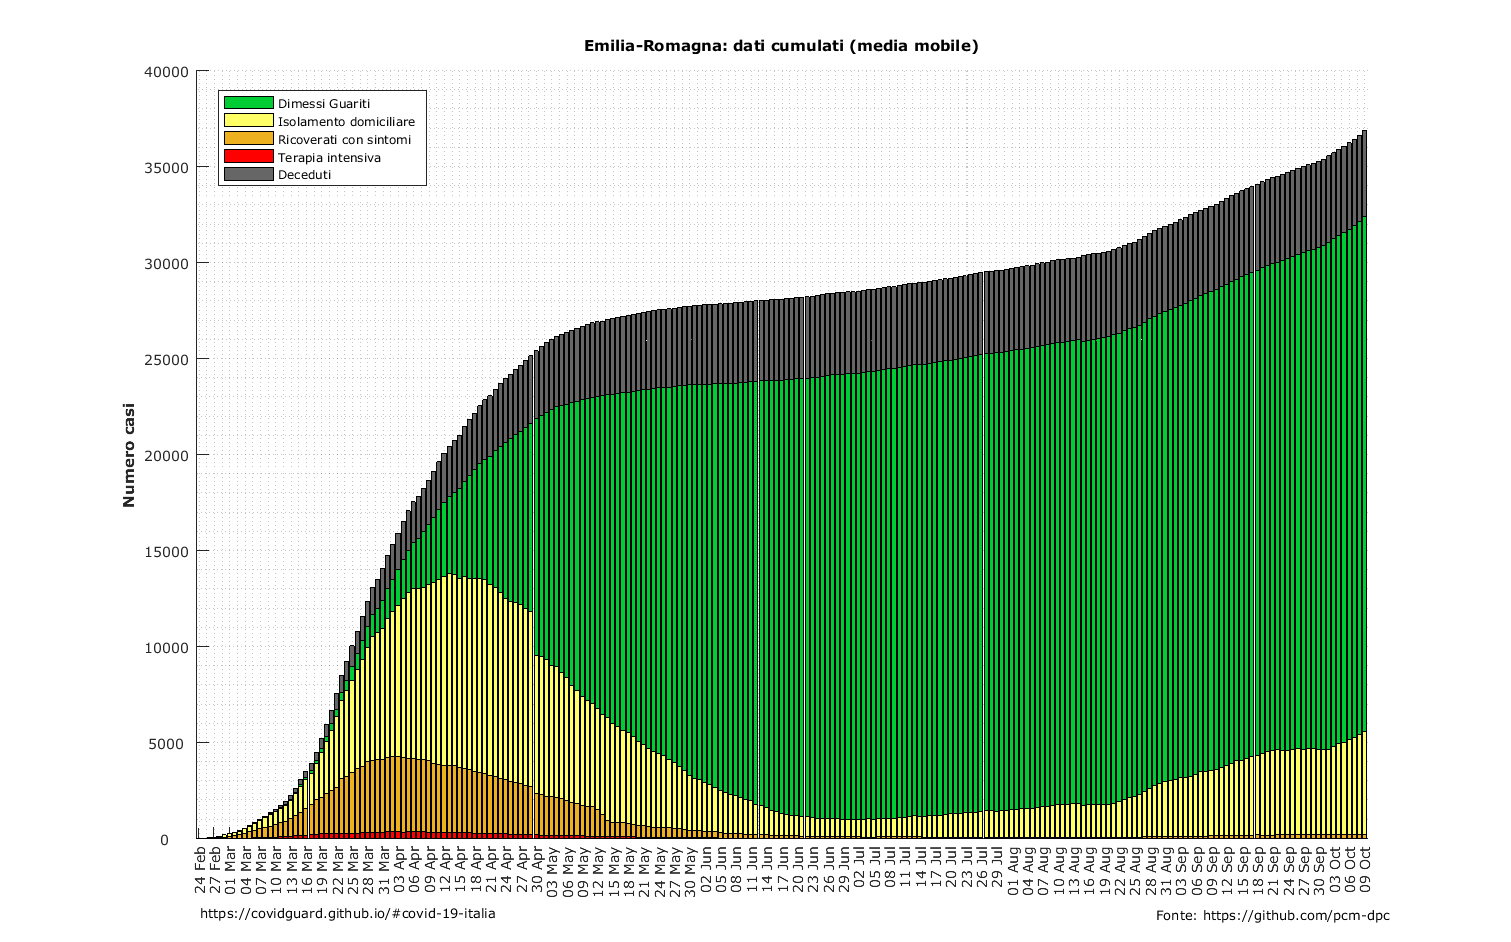 Emilia-Romagna: dati cumulati (media mobile)
40000
35000
30000
25000
20000
15000
10000
5000
0
Numero casi
Dimessi Guariti
Isolamento domiciliare
Ricoverati con sintomi
Terapia intensiva
Deceduti
24 Feb
27 Feb
01 Mar
04 Mar
07 Mar
10 Mar
13 Mar
16 Mar
19 Mar
22 Mar
25 Mar
28 Mar
31 Mar
03 Apr
06 Apr
09 Apr
12 Apr
15 Apr
18 Apr
21 Apr
24 Apr
27 Apr
30 Apr
03 May
06 May
09 May
12 May
15 May
18 May
21 May
24 May
27 May
30 May
02 Jun
05 Jun
08 Jun
11 Jun
14 Jun
17 Jun
20 Jun
23 Jun
26 Jun
29 Jun
02 Jul
05 Jul
08 Jul
11 Jul
14 Jul
17 Jul
20 Jul
23 Jul
26 Jul
29 Jul
01 Aug
04 Aug
07 Aug
10 Aug
13 Aug
16 Aug
19 Aug
22 Aug
25 Aug
28 Aug
31 Aug
03 Sep
06 Sep
09 Sep
12 Sep
15 Sep
18 Sep
21 Sep
24 Sep
27 Sep
30 Sep
03 Oct
06 Oct
09 Oct
https://covidguard.github.io/#covid-19-italia
Fonte: https://github.com/pcm-dpc